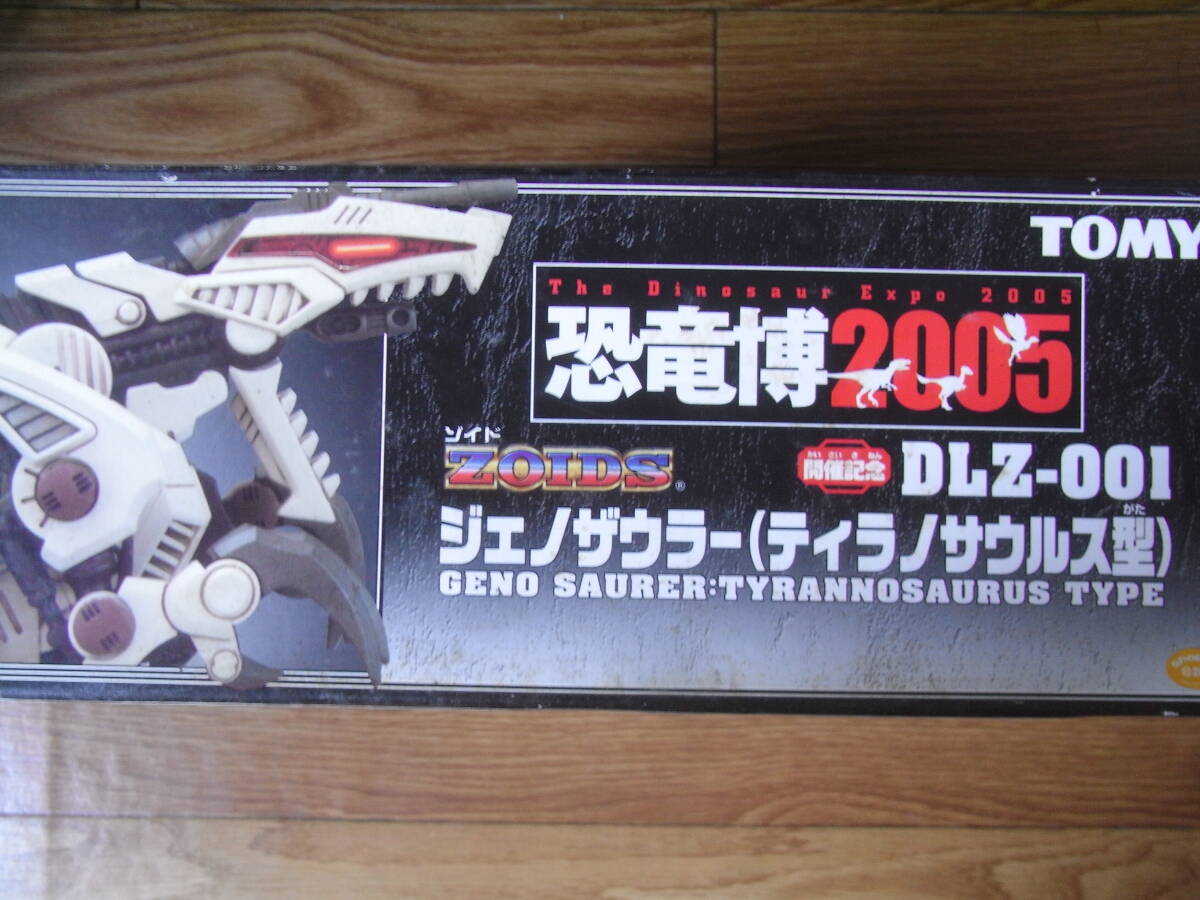 TOMY
The Dinosaur Expo 2005
恐竜博2005
ゾイド
ZOIDS®
かいさいきねん
開催記念
DLZ-001
がた
ジェノザウラー(ティラノサウルス型)
GENO SAURER:TYRANNOSAURUS TYPE